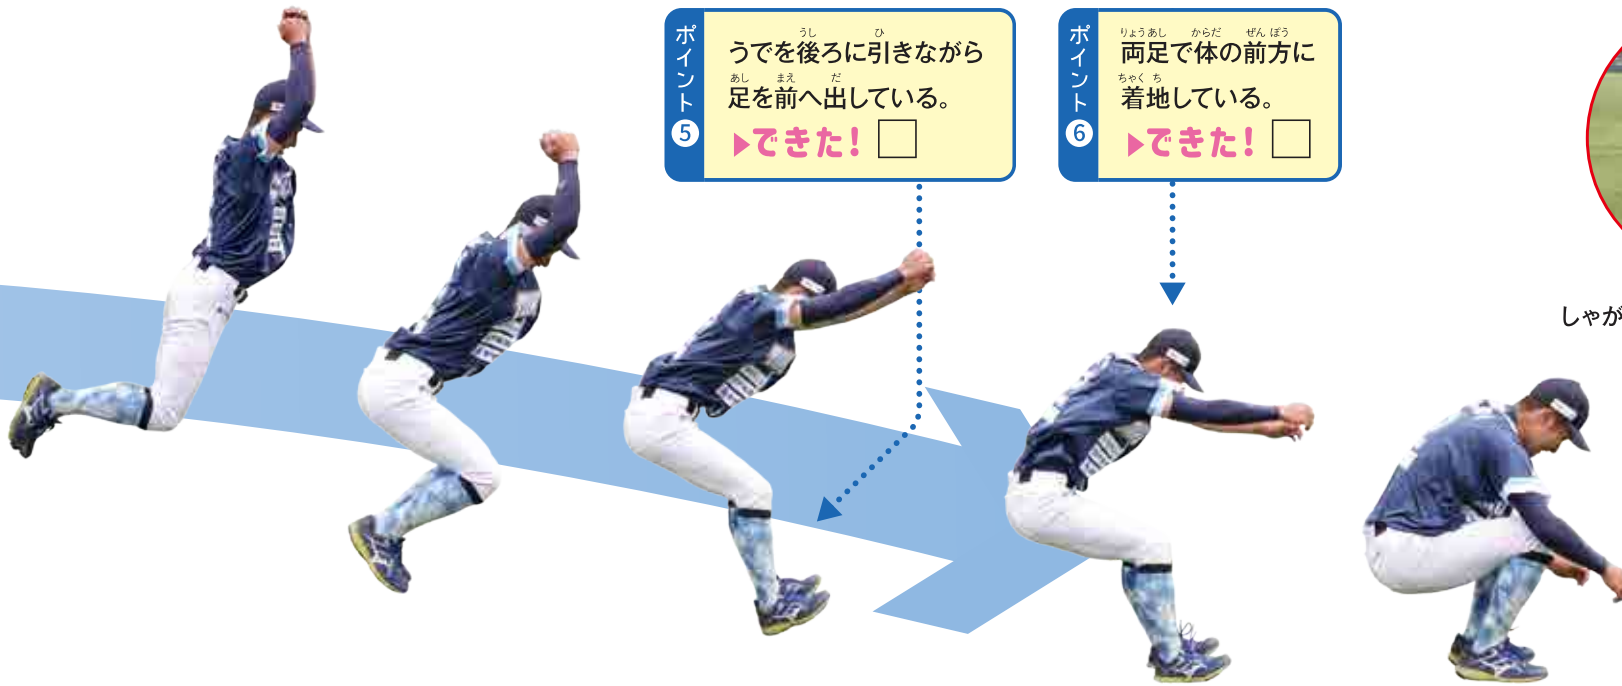 ポイント5
うでを後ろに引きながら
足を前へ出している。
▶できた！ □
ポイント6
両足で体の前方に
着地している。
▶できた！ □
しゃが